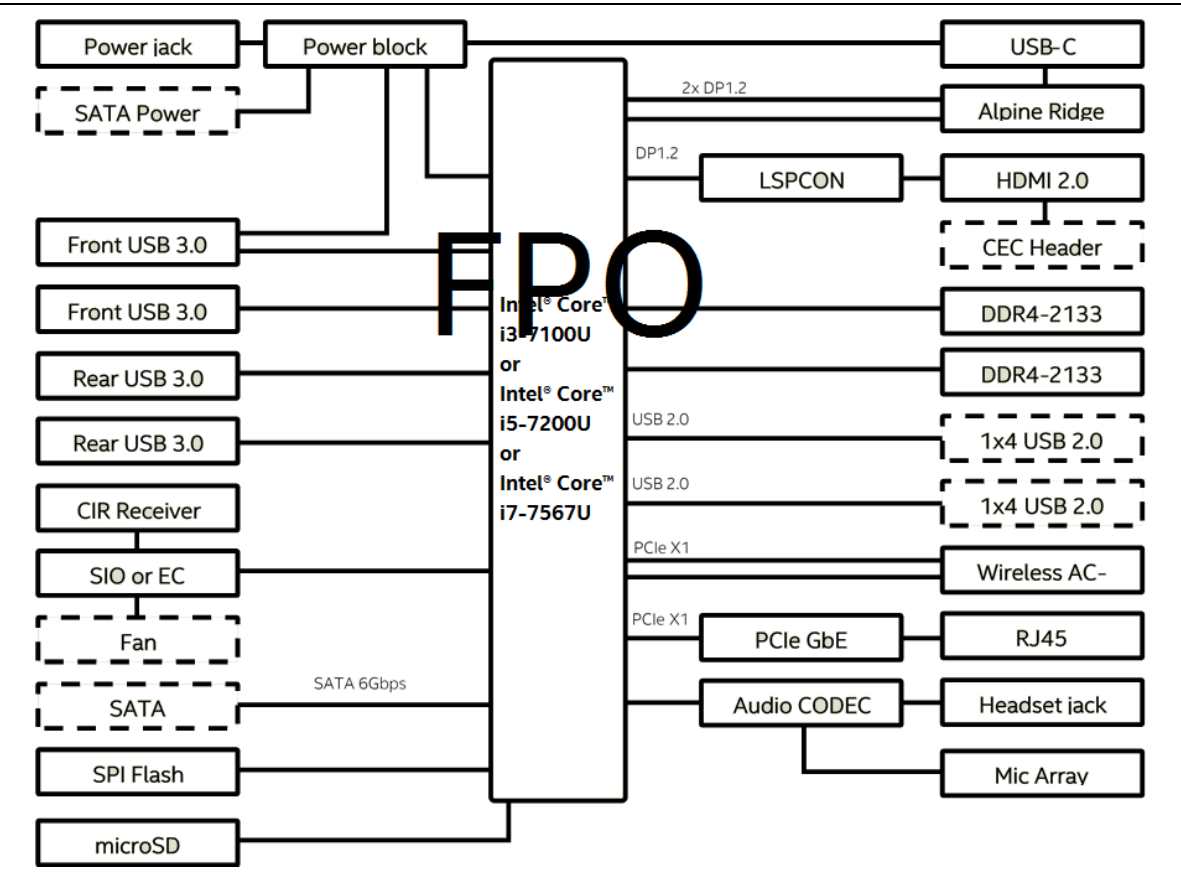 Power jack
Power block
USB-C
SATA Power
2x DP1.2
Alpine Ridge
DP1.2
LSPCON
HDMI 2.0
Front USB 3.0
CEC Header
FPO
Front USB 3.0
Intel® Core™
i3-7100U
or
Intel® Core™
i5-7200U
or
Intel® Core™
i7-7567U
DDR4-2133
Rear USB 3.0
DDR4-2133
Rear USB 3.0
USB 2.0
1x4 USB 2.0
CIR Receiver
USB 2.0
1x4 USB 2.0
SIO or EC
PCIe X1
Wireless AC-
Fan
PCIe X1
PCIe GbE
RJ45
SATA
SATA 6Gbps
Audio CODEC
Headset jack
SPI Flash
Mic Array
microSD